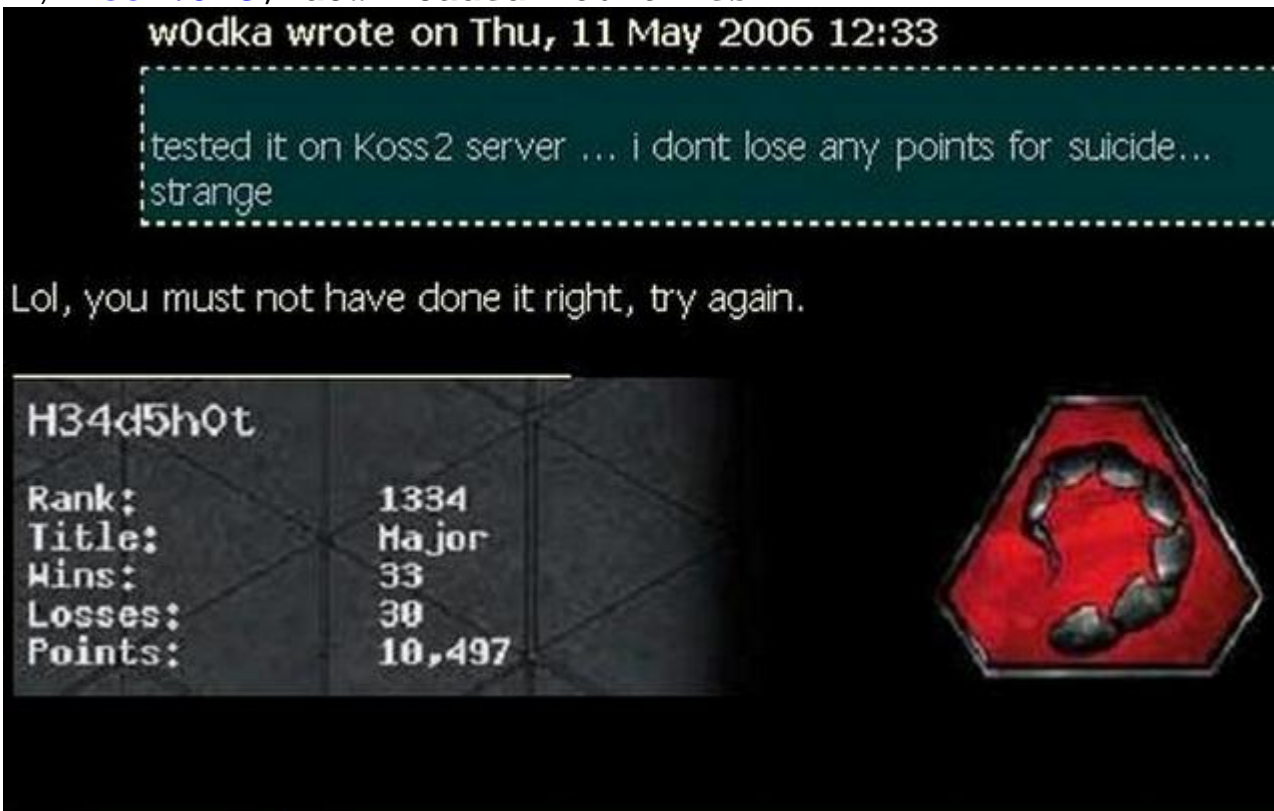 w0dka wrote on Thu, 11 May 2006 12:33
tested it on Koss2 server ... i dont lose any points for suicide...
strange
Lol, you must not have done it right, try again.
H34d5h0t
Rank: 1334
Title: Major
Wins: 33
Losses: 30
Points: 10,497